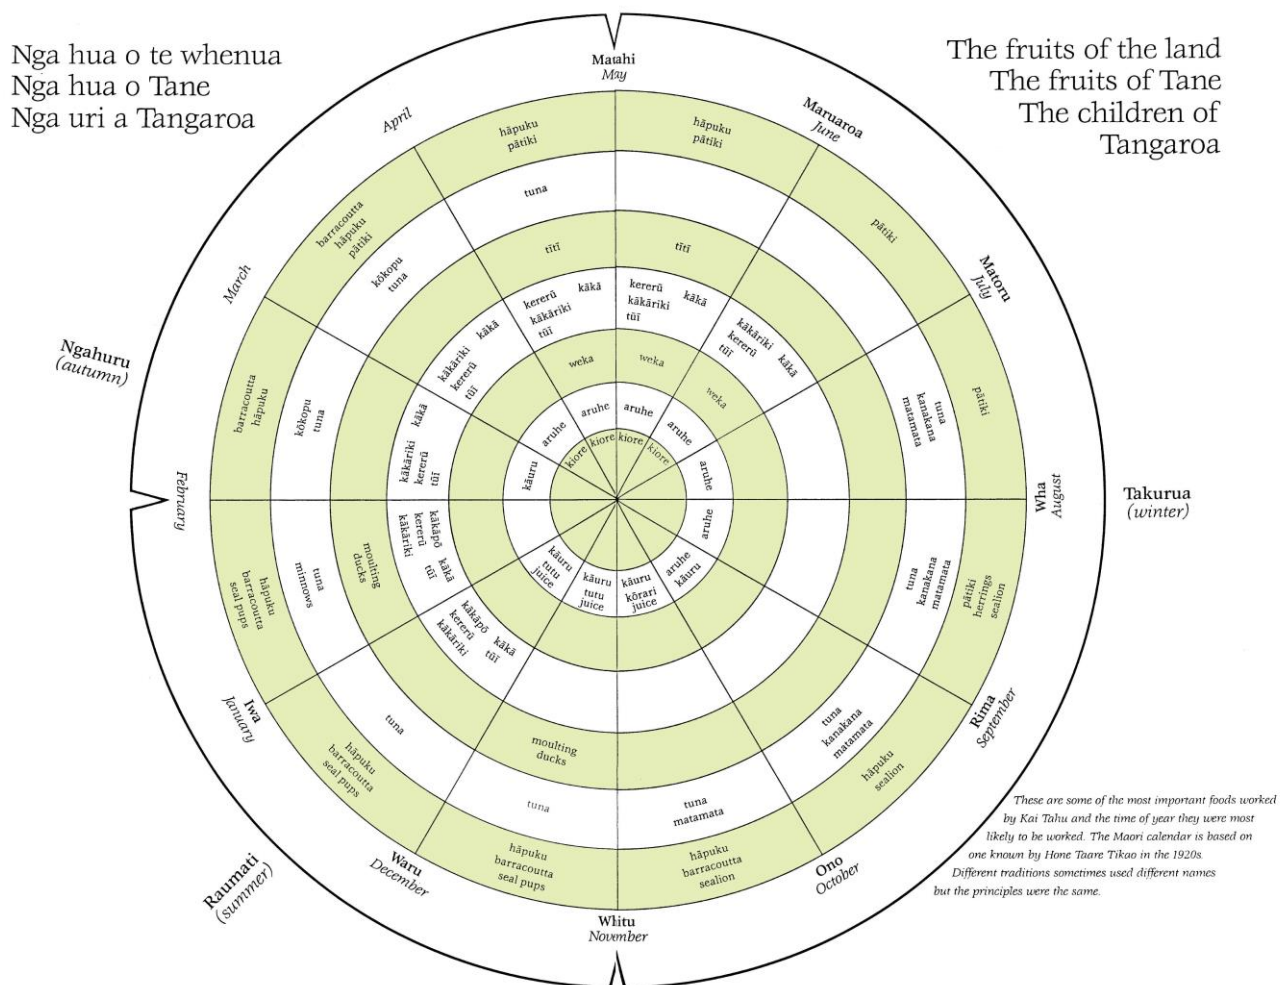 Nga hua o te whenua
Nga hua o Tane
Nga uri a Tangaroa
The fruits of the land
The fruits of Tane
The children of
Tangaroa
Matahi
May
Maruaroa
June
Matoru
July
Wha
August
Takurua
(winter)
Rima
September
Ono
October
Whitu
November
Waru
December
Raumati
(summer)
Iwa
January
February
Ngahuru
(autumn)
March
April
hāpuku
pātiki
pātiki
pātiki
pātiki
herrings
sealion
hāpuku
sealion
hāpuku
barracoutta
sealion
hāpuku
barracoutta
seal pups
hāpuku
barracoutta
seal pups
hāpuku
barracoutta
seal pups
barracoutta
hāpuku
barracoutta
hāpuku
pātiki
hāpuku
pātiki
tuna
kanakana
matamata
tuna
kanakana
matamata
tuna
kanakana
matamata
tuna
matamata
tuna
tuna
tuna
minnows
kōkopu
tuna
kōkopu
tuna
tuna
tītī
moulting
ducks
moulting
ducks
tītī
kererū kākā
kākāriki
tūī
kākāriki
kererū kākā
tūī
kākāpō kākā
kererū tūī
kākāriki
kākāpō kākā
kererū tūī
kākāriki
kākāriki kākā
kererū
tūī
kākāriki kākā
kererū
tūī
kererū kākā
kākāriki
tūī
weka
weka
weka
aruhe
aruhe
aruhe
aruhe
aruhe
kāuru
kāuru
kōrari
juice
kāuru
tutu
juice
kāuru
tutu
juice
kāuru
aruhe
aruhe
kiore
kiore
kiore
kiore
These are some of the most important foods worked
by Kai Tahu and the time of year they were most
likely to be worked. The Maori calendar is based on
one known by Hone Taare Tikao in the 1920s.
Different traditions sometimes used different names
but the principles were the same.